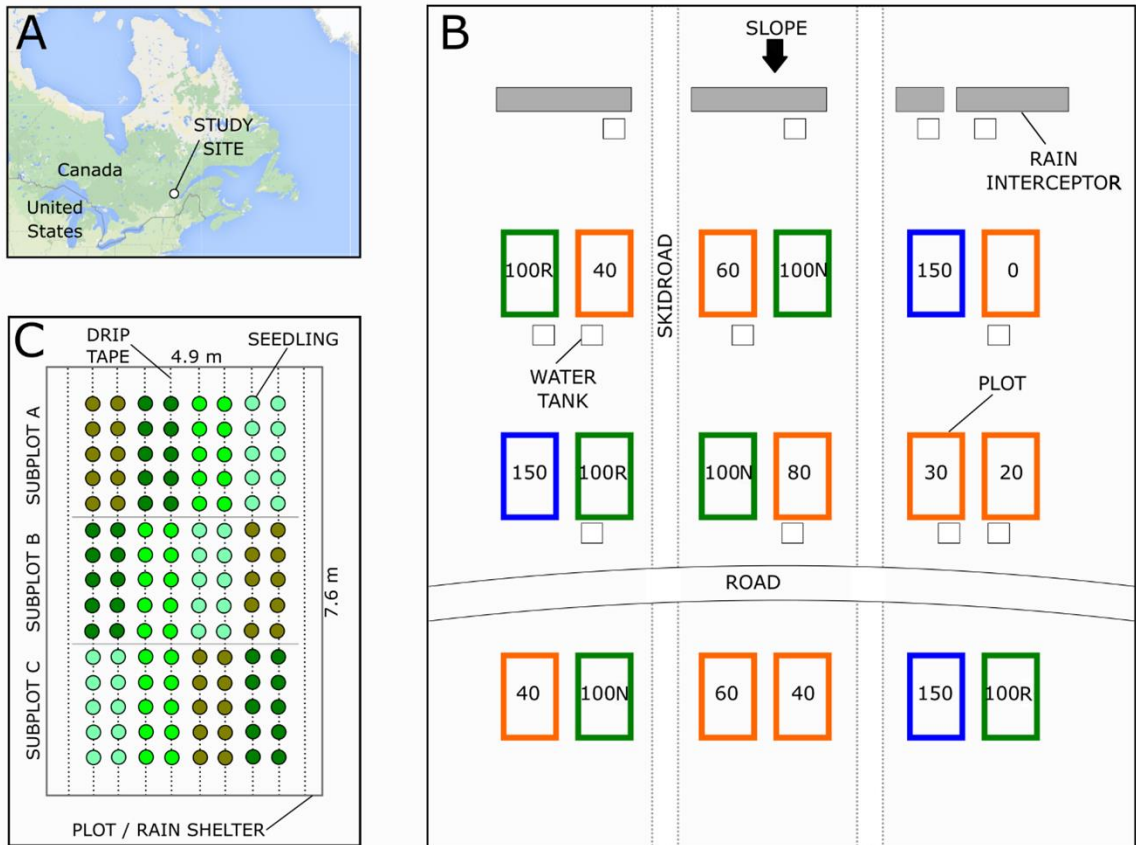 A
STUDY
SITE
Canada
United
States
B
SLOPE
RAIN
INTERCEPTOR
SKIDROAD
100R
40
60
100N
150
0
WATER
TANK
PLOT
150
100R
100N
80
30
20
ROAD
40
100N
60
40
150
100R
C
DRIP
TAPE
4.9 m
SEEDLING
SUBPLOT A
SUBPLOT B
SUBPLOT C
7.6 m
PLOT / RAIN SHELTER